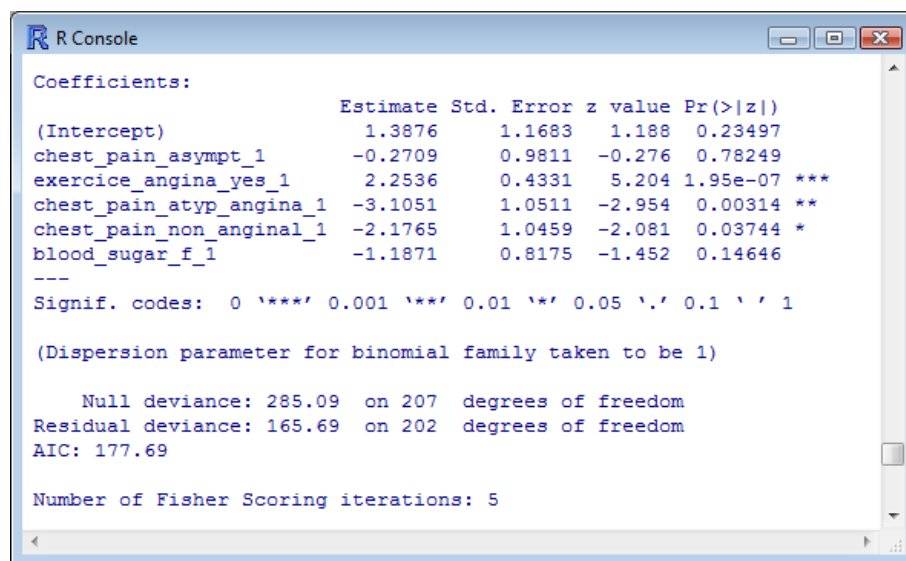 R Console
Coefficients:
Estimate Std. Error z value Pr(>|z|)
(Intercept) 1.3876 1.1683 1.188 0.23497
chest_pain_asympt_1 -0.2709 0.9811 -0.276 0.78249
exercice_angina_yes_1 2.2536 0.4331 5.204 1.95e-07 ***
chest_pain_atyp_angina_1 -3.1051 1.0511 -2.954 0.00314 **
chest_pain_non_anginal_1 -2.1765 1.0459 -2.081 0.03744 *
blood_sugar_f_1 -1.1871 0.8175 -1.452 0.14646
---
Signif. codes: 0 ‘***’ 0.001 ‘**’ 0.01 ‘*’ 0.05 ‘.’ 0.1 ‘ ’ 1
(Dispersion parameter for binomial family taken to be 1)
Null deviance: 285.09 on 207 degrees of freedom
Residual deviance: 165.69 on 202 degrees of freedom
AIC: 177.69
Number of Fisher Scoring iterations: 5